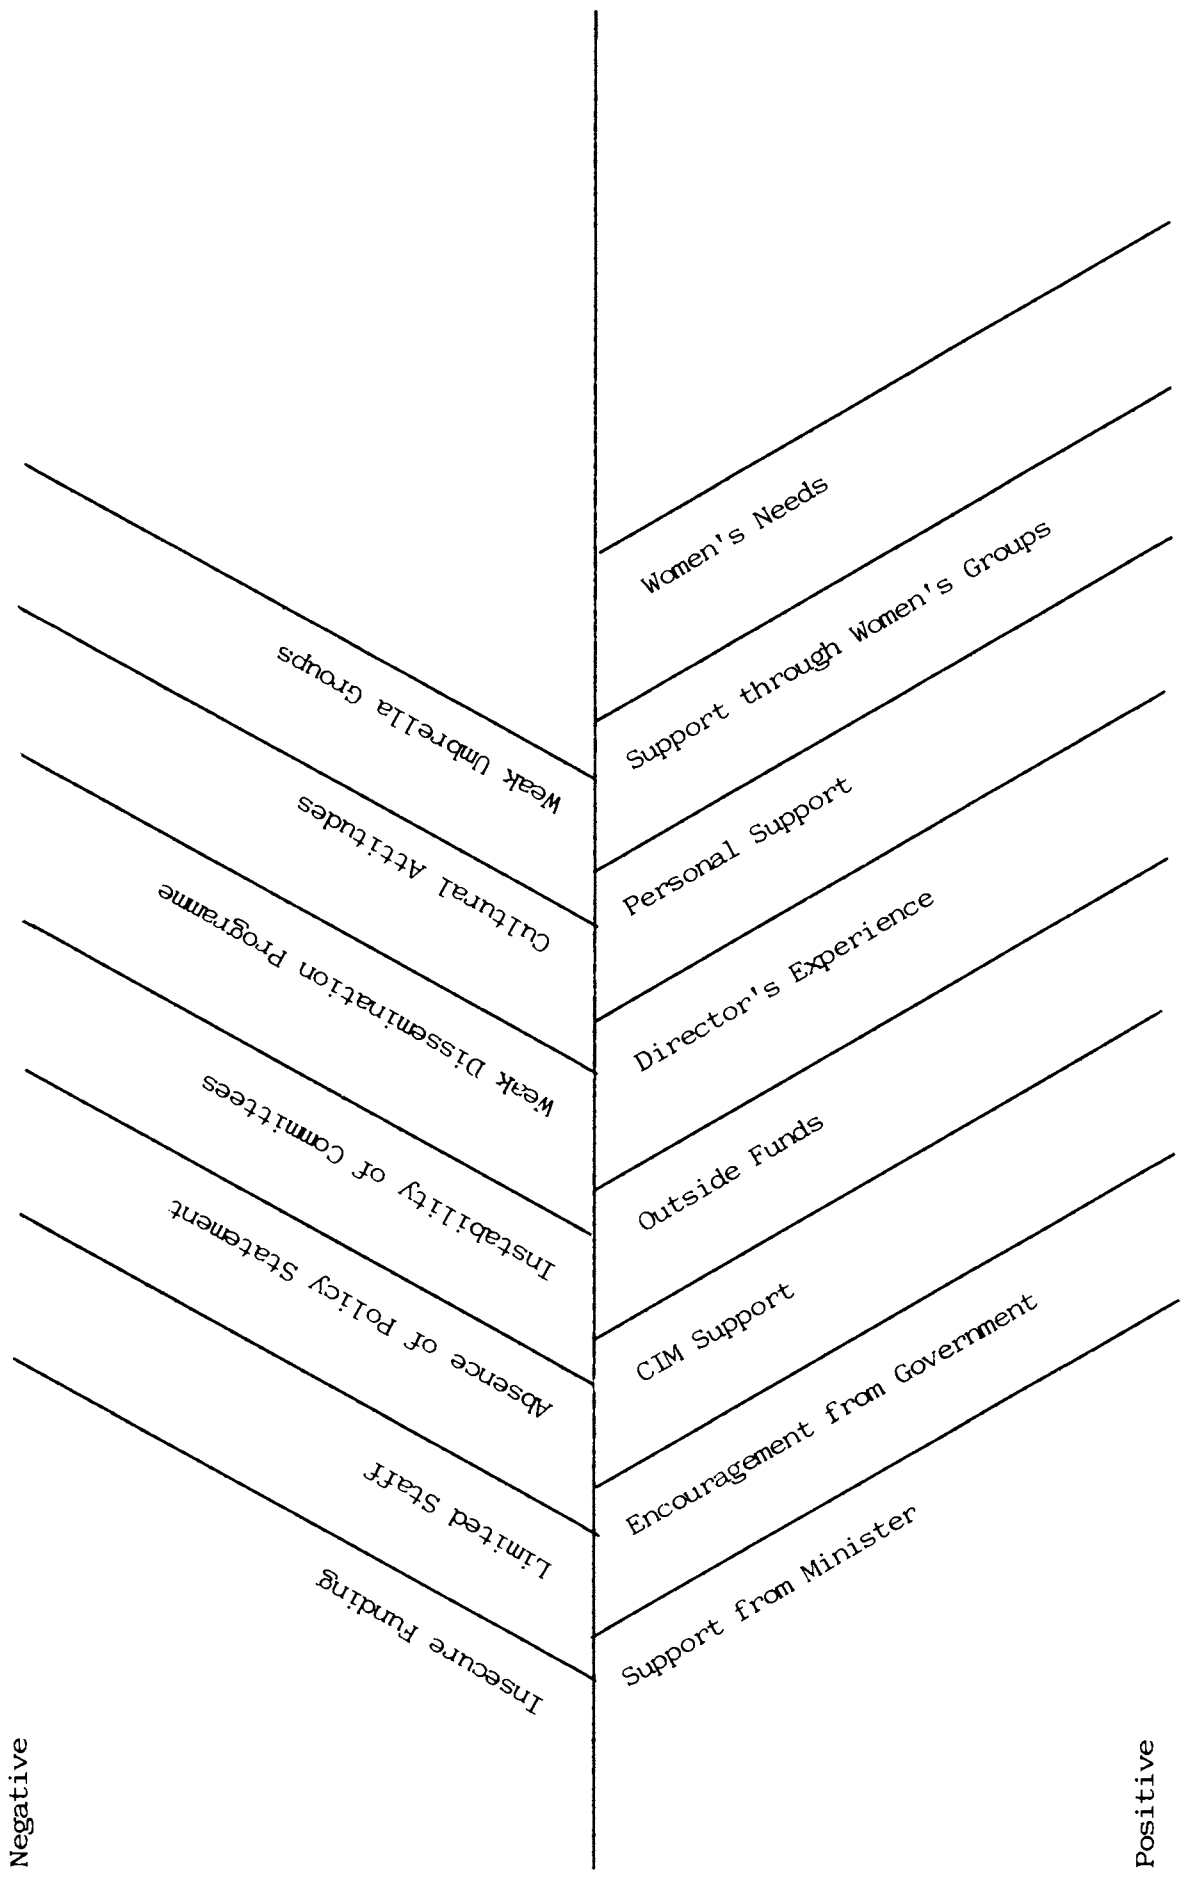 Negative
Weak Umbrella Groups
Cultural Attitudes
Weak Dissemination Programme
Instability of Committees
Absence of Policy Statement
Limited Staff
Insecure Funding
Women's Needs
Support through Women's Groups
Personal Support
Director's Experience
Outside Funds
CIM Support
Encouragement from Government
Support from Minister
Positive